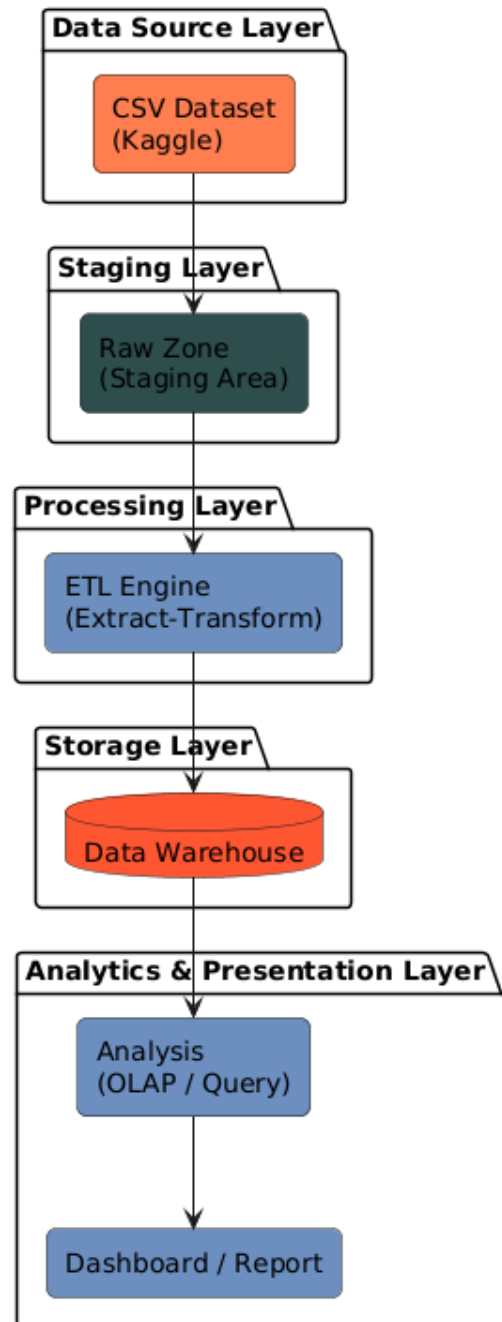 Data Source Layer
CSV Dataset
(Kaggle)
Staging Layer
Raw Zone
(Staging Area)
Processing Layer
ETL Engine
(Extract-Transform)
Storage Layer
Data Warehouse
Analytics & Presentation Layer
Analysis
(OLAP / Query)
Dashboard / Report